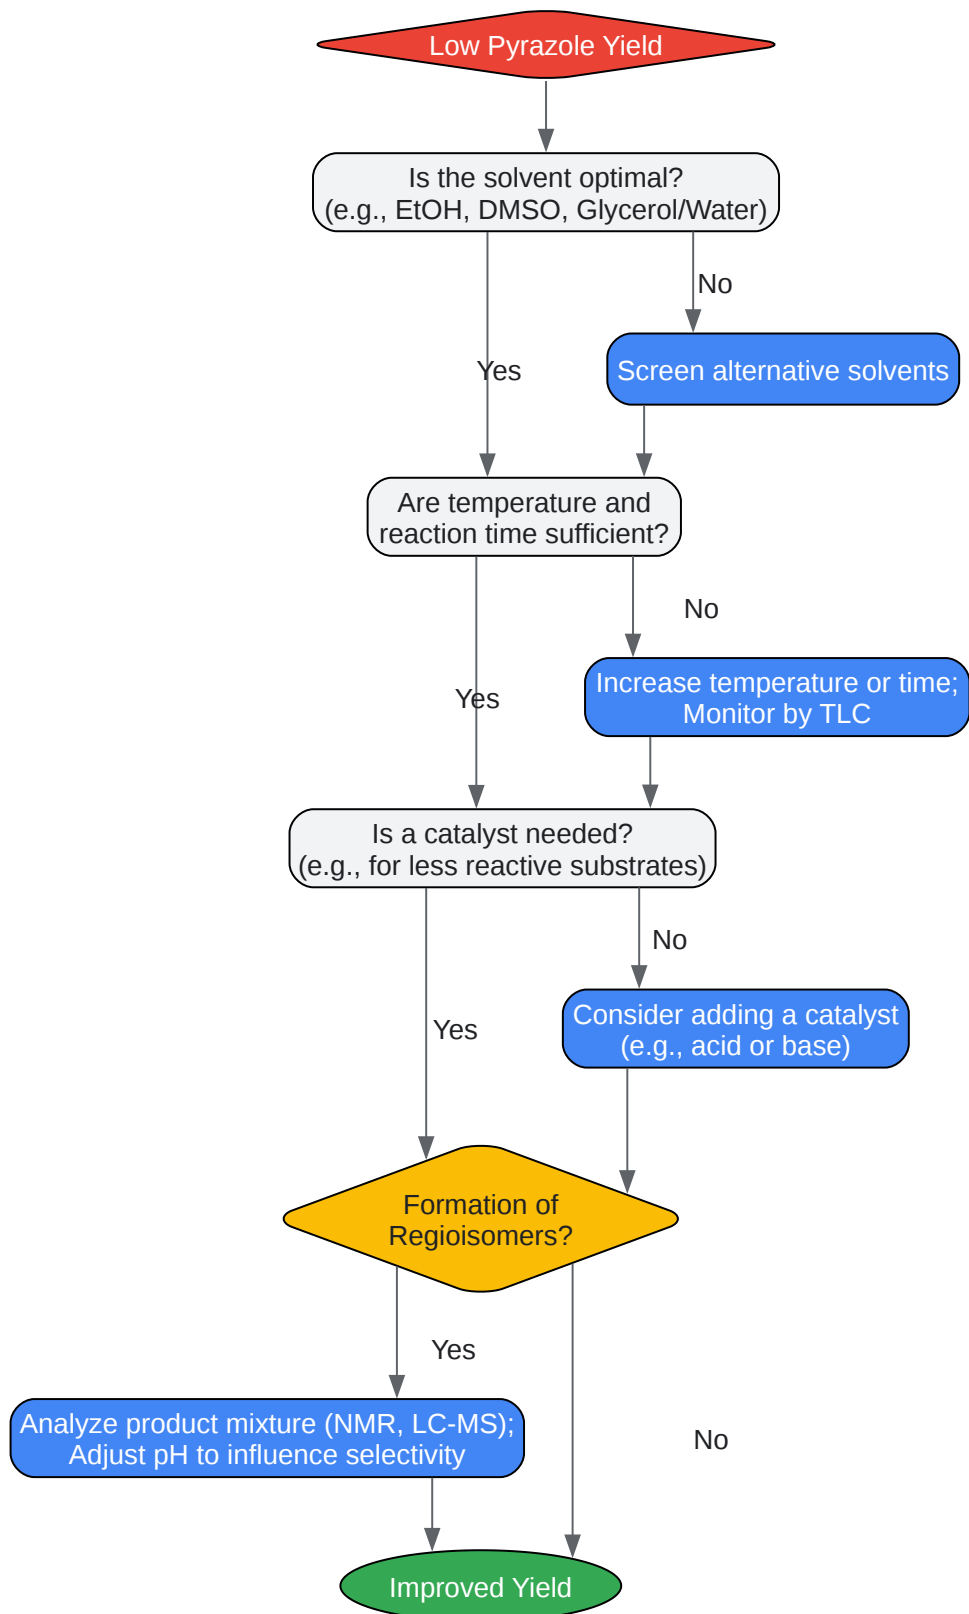 Low Pyrazole Yield
Is the solvent optimal?
(e.g., EtOH, DMSO, Glycerol/Water)
No
Yes
Screen alternative solvents
Are temperature and
reaction time sufficient?
No
Yes
Increase temperature or time;
Monitor by TLC
Is a catalyst needed?
(e.g., for less reactive substrates)
No
Yes
Consider adding a catalyst
(e.g., acid or base)
Formation of
Regioisomers?
Yes
No
Analyze product mixture (NMR, LC-MS);
Adjust pH to influence selectivity
Improved Yield